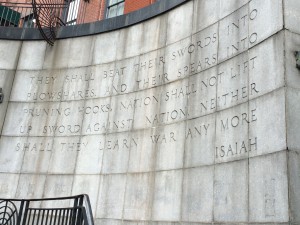 THEY SHALL BEAT THEIR SWORDS INTO
PLOWSHARES. AND THEIR SPEARS INTO
PRUNING HOOKS. NATION SHALL NOT LIFT
UP SWORD AGAINST NATION. NEITHER
SHALL THEY LEARN WAR ANY MORE
ISAIAH